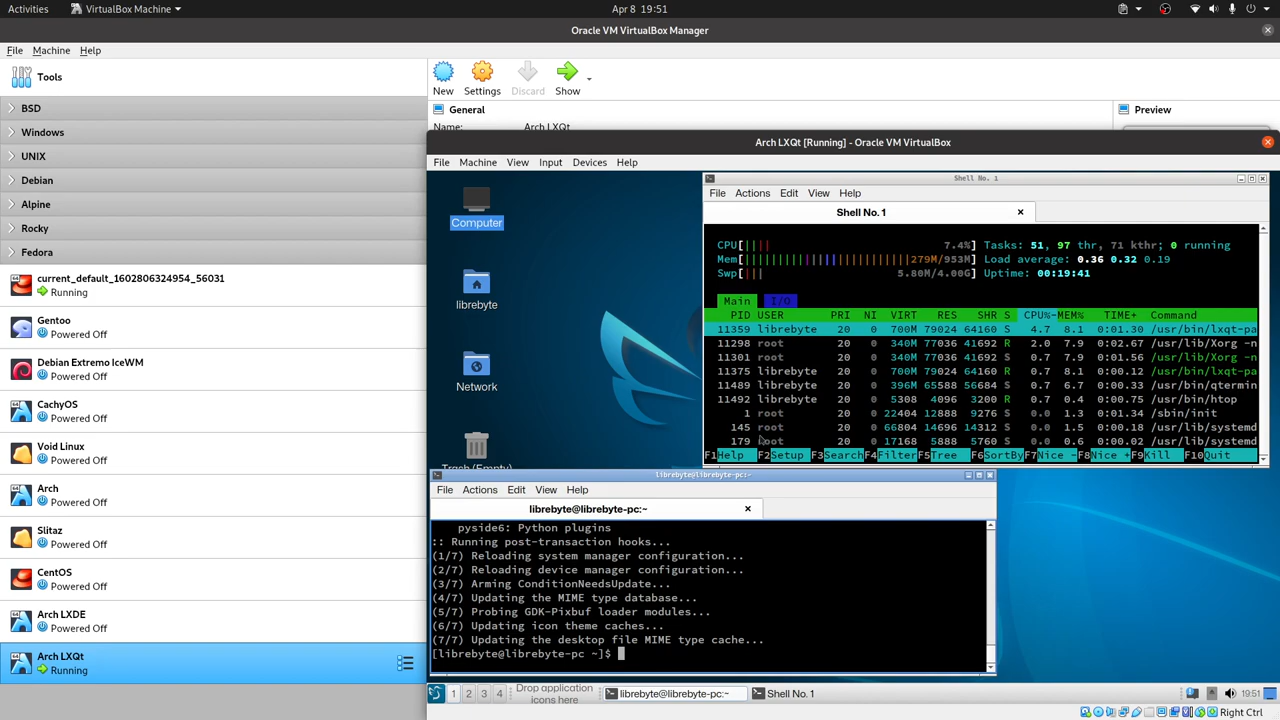 Activities VirtualBox Machine Apr 8 19:51
Oracle VM VirtualBox Manager
File Machine Help
Tools
New Settings Discard Show
BSD
Windows
UNIX
Debian
Alpine
Rocky
Fedora
current_default_1602806324954_56031
Running
Gentoo
Powered Off
Debian Extremo IceWM
Powered Off
CachyOS
Powered Off
Void Linux
Powered Off
Arch
Powered Off
Slitaz
Powered Off
CentOS
Powered Off
Arch LXDE
Powered Off
Arch LXQt
Running
General
Name: Arch LXQt
Preview
Arch LXQt [Running] - Oracle VM VirtualBox
File Machine View Input Devices Help
Computer
librebyte
Network
Trash (Empty)
Shell No. 1
File Actions Edit View Help
Shell No. 1
CPU[|||| 7.4%] Tasks: 51, 97 thr, 71 kthr; 0 running
279M/953M] Load average: 0.36 0.32 0.19
Swp[||| 5.80M/4.00G] Uptime: 00:19:41
Main I/O
PID USER PRI NI VIRT RES SHR S CPU%-MEM% TIME+ Command
11359 librebyte 20 0 700M 79024 64160 S 4.7 8.1 0:01.30 /usr/bin/lxqt-pa
11298 root 20 0 340M 77036 41692 R 2.0 7.9 0:02.67 /usr/lib/Xorg -n
11301 root 20 0 340M 77036 41692 S 0.7 7.9 0:00.56 /usr/lib/Xorg -n
11375 librebyte 20 0 700M 79024 64160 R 0.7 8.1 0:00.12 /usr/bin/lxqt-pa
11489 librebyte 20 0 396M 65588 56684 S 0.7 6.7 0:00.33 /usr/bin/qtermin
11492 librebyte 20 0 5308 4096 3200 R 0.7 0.4 0:00.75 /usr/bin/htop
1 root 20 0 22404 12888 9276 S 0.0 1.3 0:01.34 /sbin/init
145 root 20 0 66804 14696 14312 S 0.0 1.5 0:00.18 /usr/lib/systemd
179 root 20 0 17168 5888 5760 S 0.0 0.6 0:00.02 /usr/lib/systemd
F1Help F2Setup F3Search F4Filter F5Tree F6SortBy F7Nice - F8Nice + F9Kill F10Quit
librebyte@librebyte-pc:~
File Actions Edit View Help
librebyte@librebyte-pc:~
pyside6: Python plugins
:: Running post-transaction hooks...
(1/7) Reloading system manager configuration...
(2/7) Reloading device manager configuration...
(3/7) Arming ConditionNeedsUpdate...
(4/7) Updating the MIME type database...
(5/7) Probing GDK-Pixbuf loader modules...
(6/7) Updating icon theme caches...
(7/7) Updating the desktop file MIME type cache...
[librebyte@librebyte-pc ~]$
1 2 3 4 Drop application icons here librebyte@librebyte-pc:~ Shell No. 1 19:51
Right Ctrl